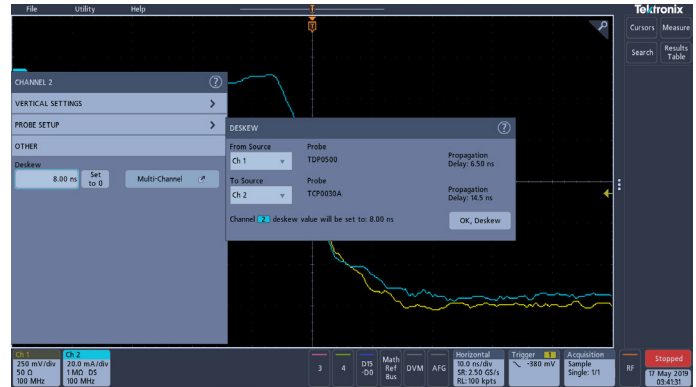 File Utility Help
Tektronix
T
T
Cursors Measure
Search Results Table
CHANNEL 2 ?
VERTICAL SETTINGS
PROBE SETUP
OTHER
Deskew
8.00 ns Set to 0 Multi-Channel
DESKEW ?
From Source Probe
Ch 1 TDP0500 Propagation Delay: 6.50 ns
To Source Probe
Ch 2 TCP0030A Propagation Delay: 14.5 ns
Channel 2 deskew value will be set to: 8.00 ns OK, Deskew
Ch 1
250 mV/div
50 Ω
100 MHz
Ch 2
20.0 mA/div
1 MΩ DS
100 MHz
3
4
D15
-D0
Math
Ref
Bus
DVM
AFG
Horizontal
10.0 ns/div
SR: 2.50 GS/s
RL: 100 kpts
Trigger 1
-380 mV
Acquisition
Sample
Single: 1/1
RF
Stopped
17 May 2019
03:41:31